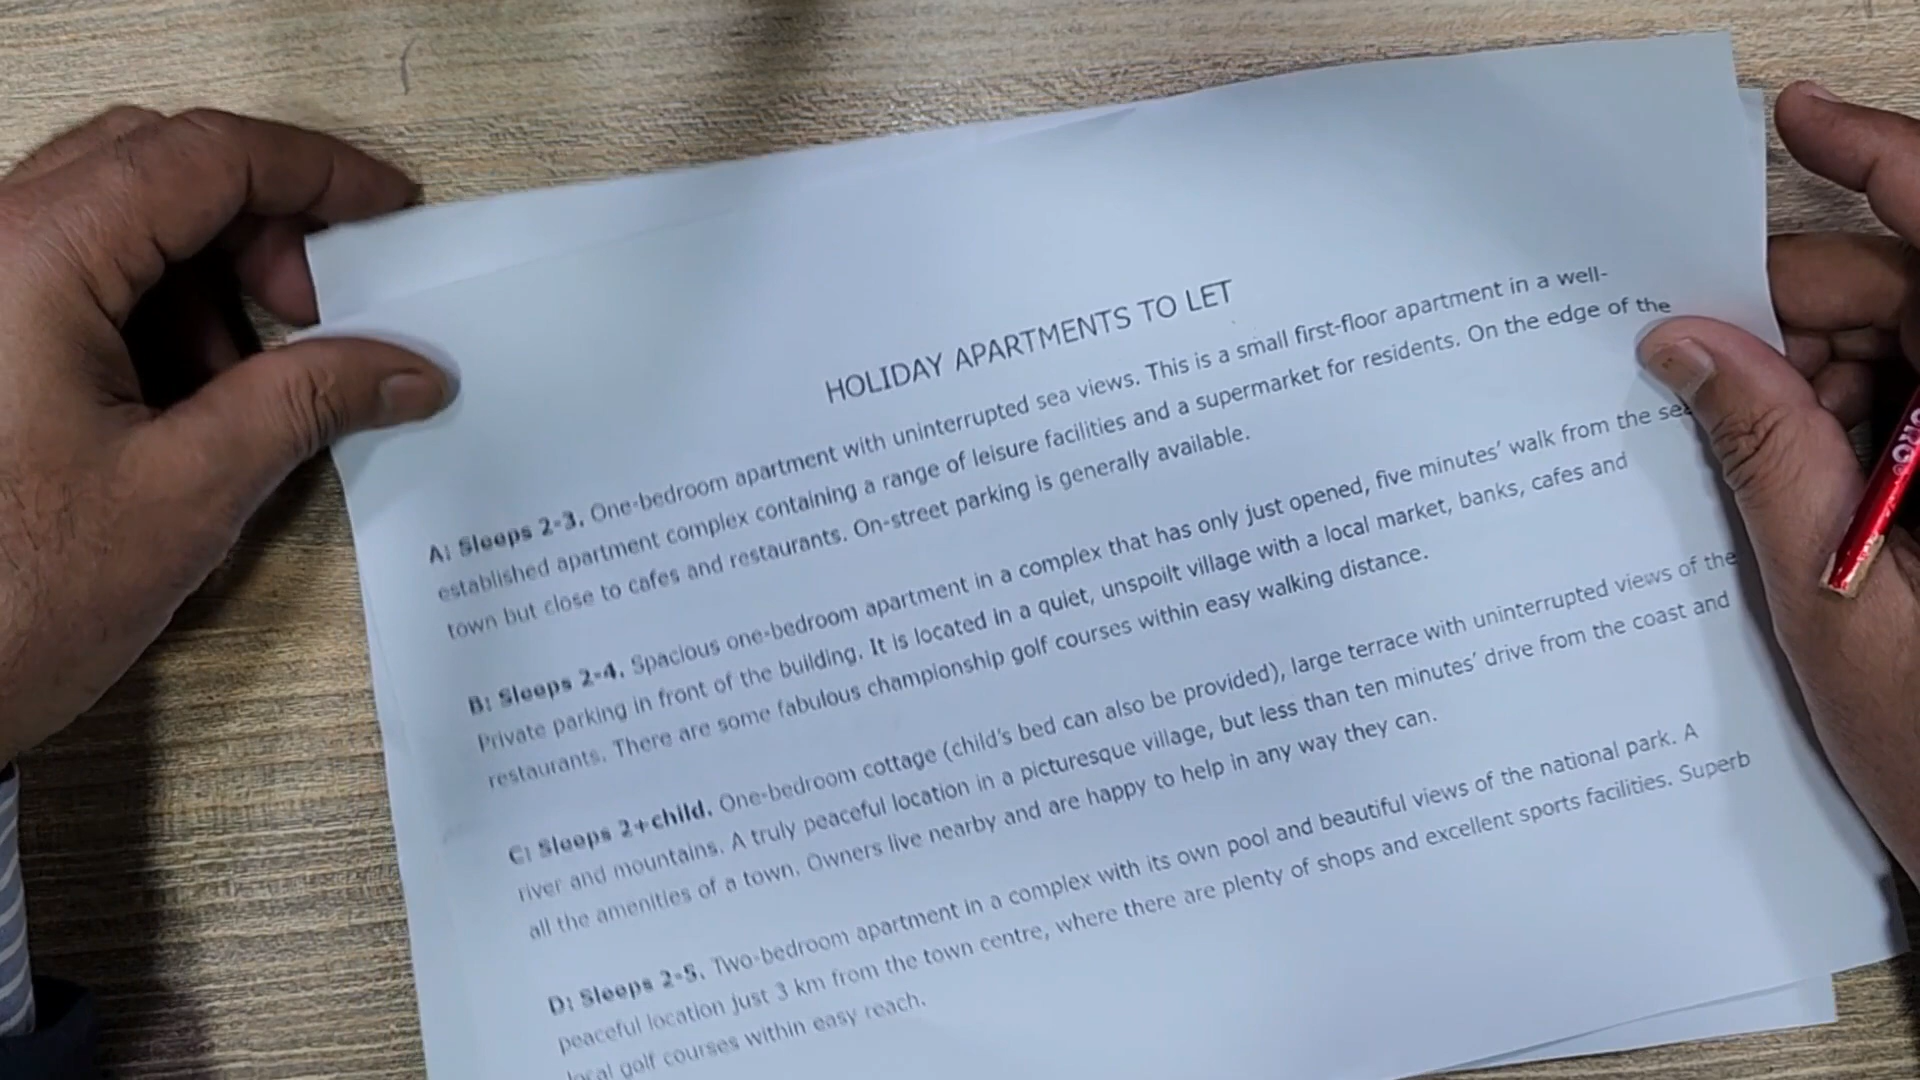 HOLIDAY APARTMENTS TO LET
A: Sleeps 2-3. One-bedroom apartment with uninterrupted sea views. This is a small first-floor apartment in a well-
established apartment complex containing a range of leisure facilities and a supermarket for residents. On the edge of the
town but close to cafes and restaurants. On-street parking is generally available.
B: Sleeps 2-4. Spacious one-bedroom apartment in a complex that has only just opened, five minutes' walk from the sea
Private parking in front of the building. It is located in a quiet, unspoilt village with a local market, banks, cafes and
restaurants. There are some fabulous championship golf courses within easy walking distance.
C: Sleeps 2+child. One-bedroom cottage (child's bed can also be provided), large terrace with uninterrupted views of the
river and mountains. A truly peaceful location in a picturesque village, but less than ten minutes' drive from the coast and
all the amenities of a town. Owners live nearby and are happy to help in any way they can.
D: Sleeps 2-5. Two-bedroom apartment in a complex with its own pool and beautiful views of the national park. A
peaceful location just 3 km from the town centre, where there are plenty of shops and excellent sports facilities. Superb
local golf courses within easy reach.